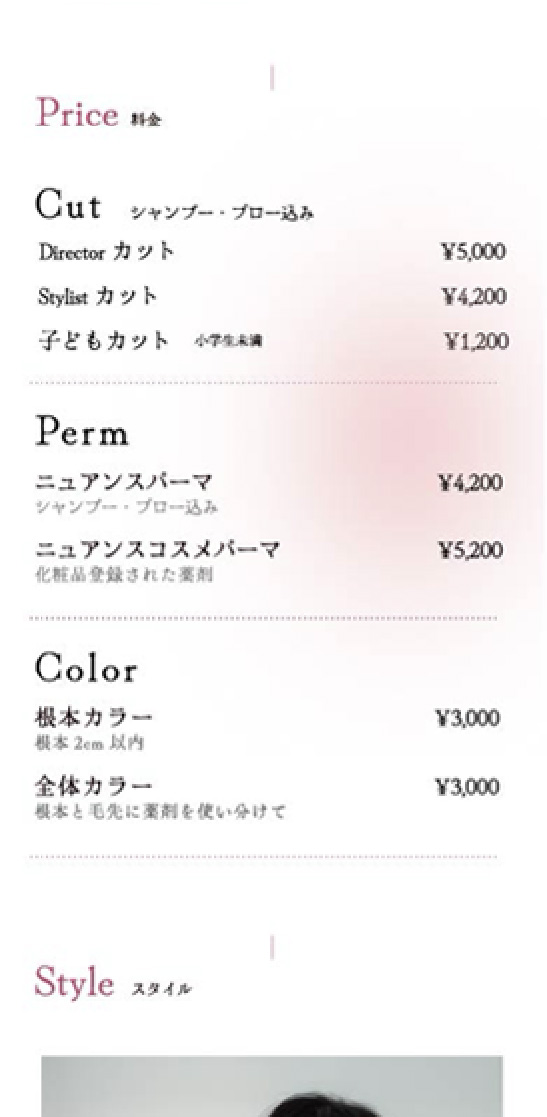 Price 料金
Cut シャンプー・ブロー込み
Director カット ¥5,000
Stylist カット ¥4,200
子どもカット 小学生未満 ¥1,200
Perm
ニュアンスパーマ ¥4,200
シャンプー・ブロー込み
ニュアンスコスメパーマ ¥5,200
化粧品登録された薬剤
Color
根本カラー ¥3,000
根本 2cm 以内
全体カラー ¥3,000
根本と毛先に薬剤を使い分けて
Style スタイル